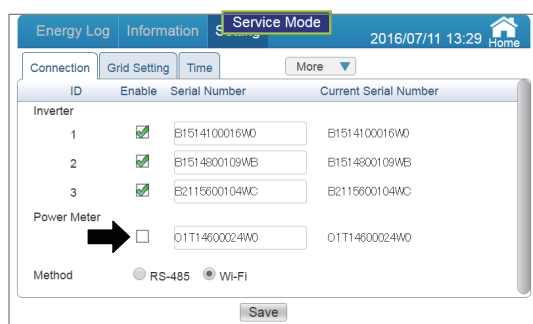 Service Mode
Energy Log Information Setting 2016/07/11 13:29 Home
Connection Grid Setting Time More
ID Enable Serial Number Current Serial Number
Inverter
1 B1514100016W0 B1514100016W0
2 B1514800109WB B1514800109WB
3 B2115600104WC B2115600104WC
Power Meter
O1T14600024W0 O1T14600024W0
Method RS-485 Wi-Fi
Save